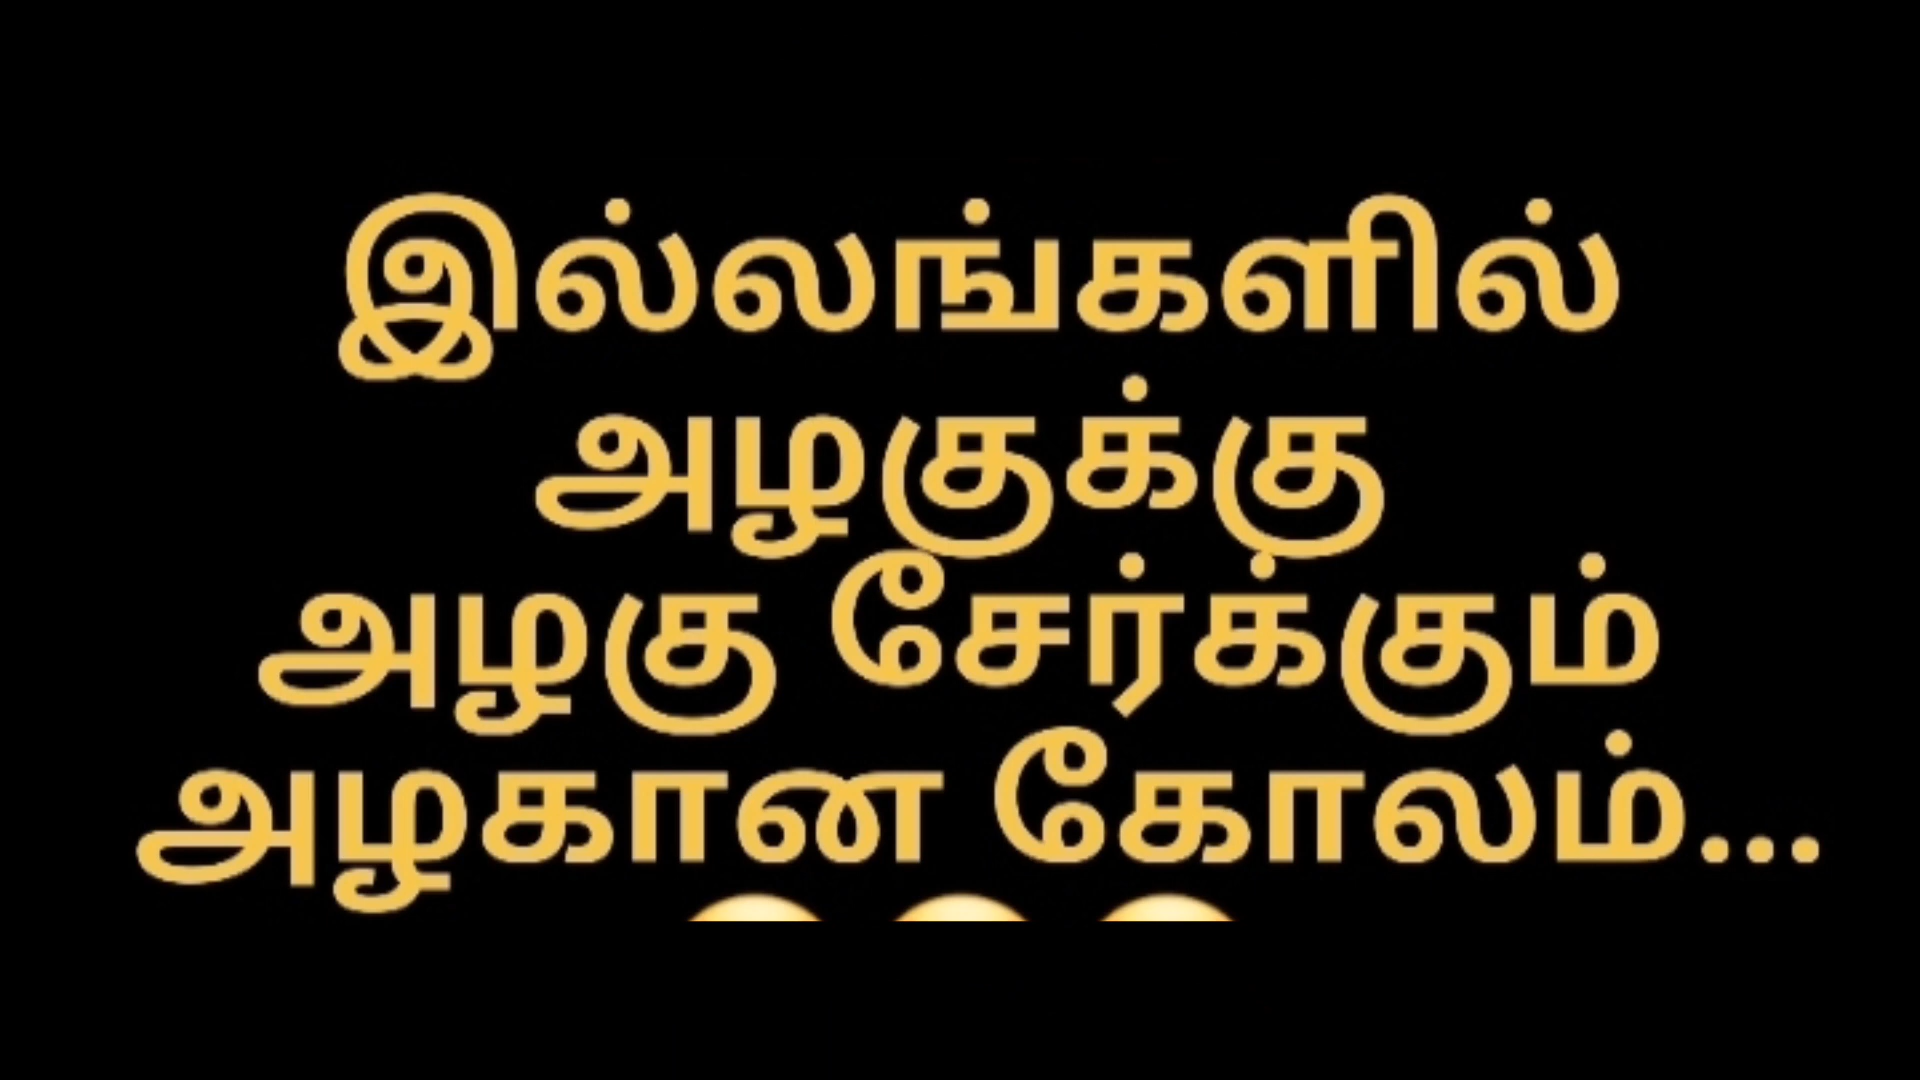 இல்லங்களில்
அழகுக்கு
அழகு சேர்க்கும்
அழகான கோலம்...